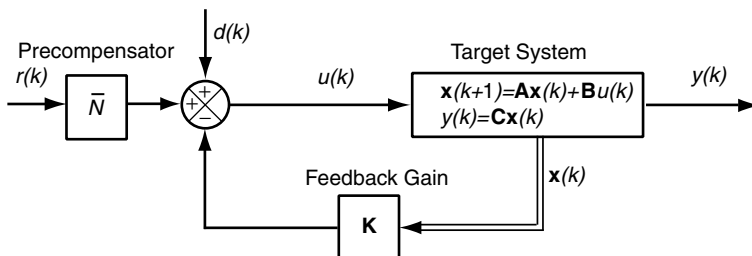 Precompensator
r(k)
N̅
d(k)
+
+
−
u(k)
Target System
x(k+1)=Ax(k)+Bu(k)
y(k)=Cx(k)
y(k)
x(k)
Feedback Gain
K